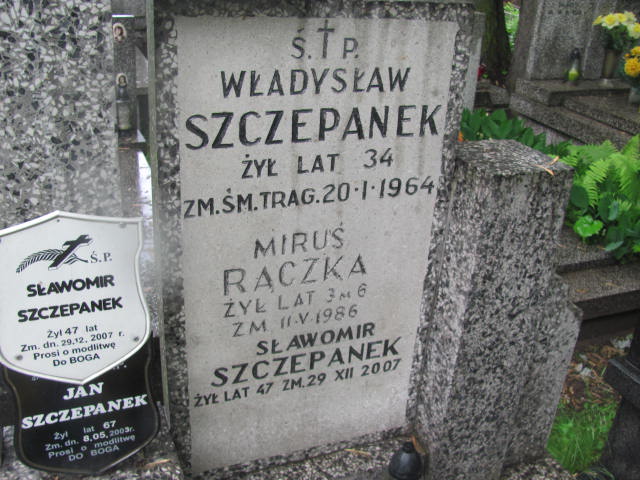 Ś. P.
WŁADYSŁAW
SZCZEPANEK
ŻYŁ LAT 34
ZM. ŚM. TRAG. 20·I·1964
MIRUŚ
RĄCZKA
ŻYŁ LAT 3 M 6
ZM. 11·V·1986
SŁAWOMIR
SZCZEPANEK
ŻYŁ LAT 47 ZM. 29 XII 2007
Ś.P.
SŁAWOMIR
SZCZEPANEK
Żył 47 lat
Zm. dn. 29.12. 2007 r.
Prosi o modlitwę
Do BOGA
JAN
SZCZEPANEK
Żył lat 67
Zm. dn. 8,05,2003r.
Prosi o modlitwę
DO BOGA